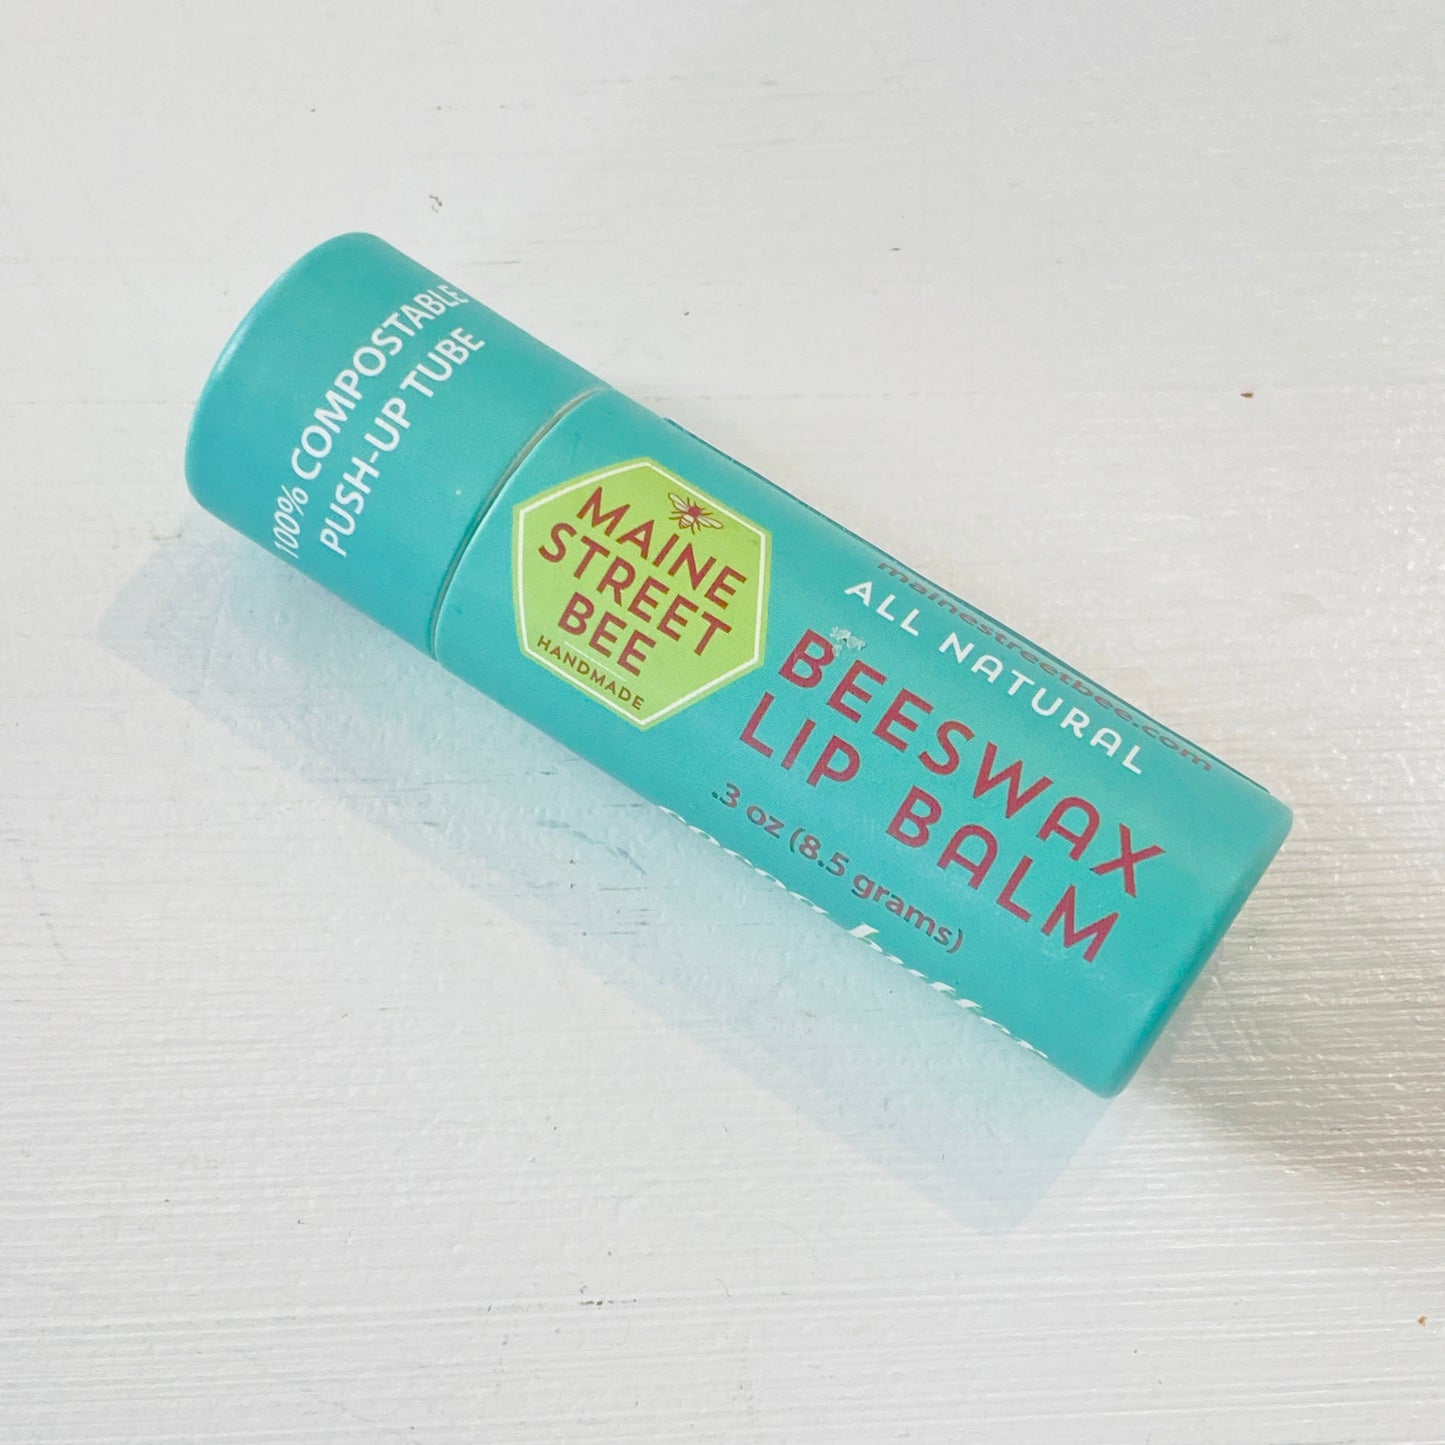 100% COMPOSTABLE
PUSH-UP TUBE
MAINE
STREET
BEE
HANDMADE
mainestreetbee.com
ALL NATURAL
BEESWAX
LIP BALM
.3 oz (8.5 grams)
butter